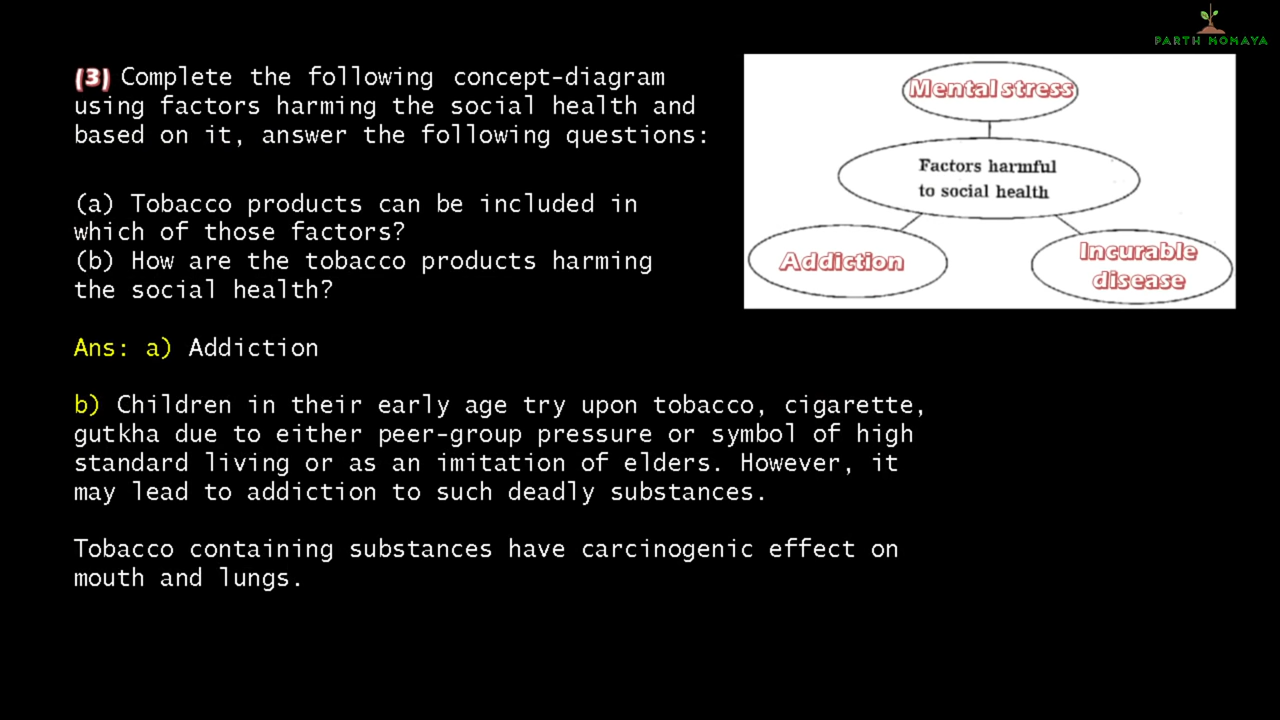 PARTH MOMAYA
(3) Complete the following concept-diagram
using factors harming the social health and
based on it, answer the following questions:
(a) Tobacco products can be included in
which of those factors?
(b) How are the tobacco products harming
the social health?
Mental stress
Factors harmful
to social health
Addiction
Incurable
disease
Ans: a) Addiction
b) Children in their early age try upon tobacco, cigarette,
gutkha due to either peer-group pressure or symbol of high
standard living or as an imitation of elders. However, it
may lead to addiction to such deadly substances.
Tobacco containing substances have carcinogenic effect on
mouth and lungs.